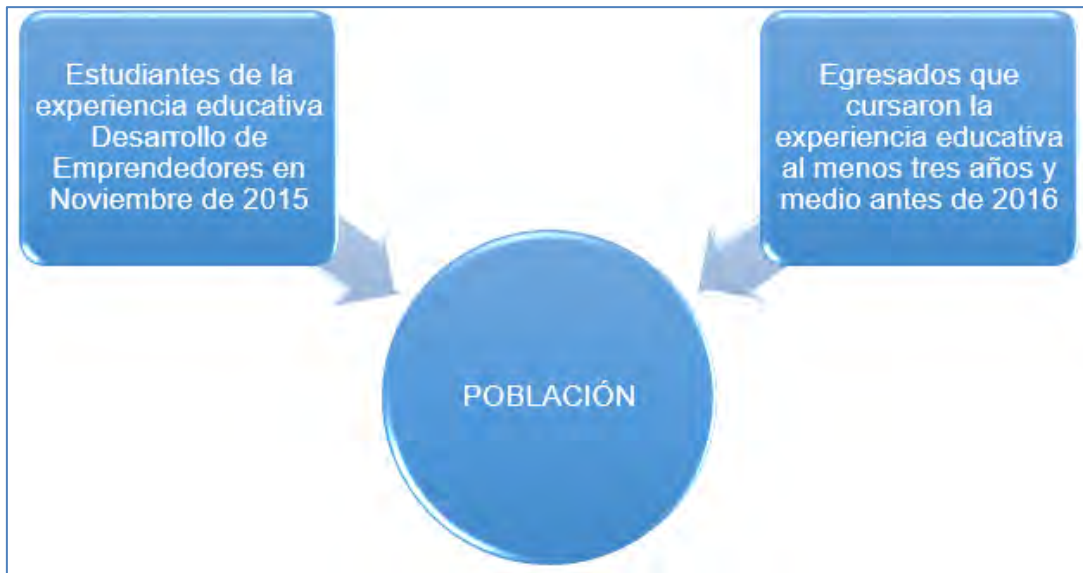 Estudiantes de la
experiencia educativa
Desarrollo de
Emprendedores en
Noviembre de 2015
Egresados que
cursaron la
experiencia educativa
al menos tres años y
medio antes de 2016
POBLACIÓN